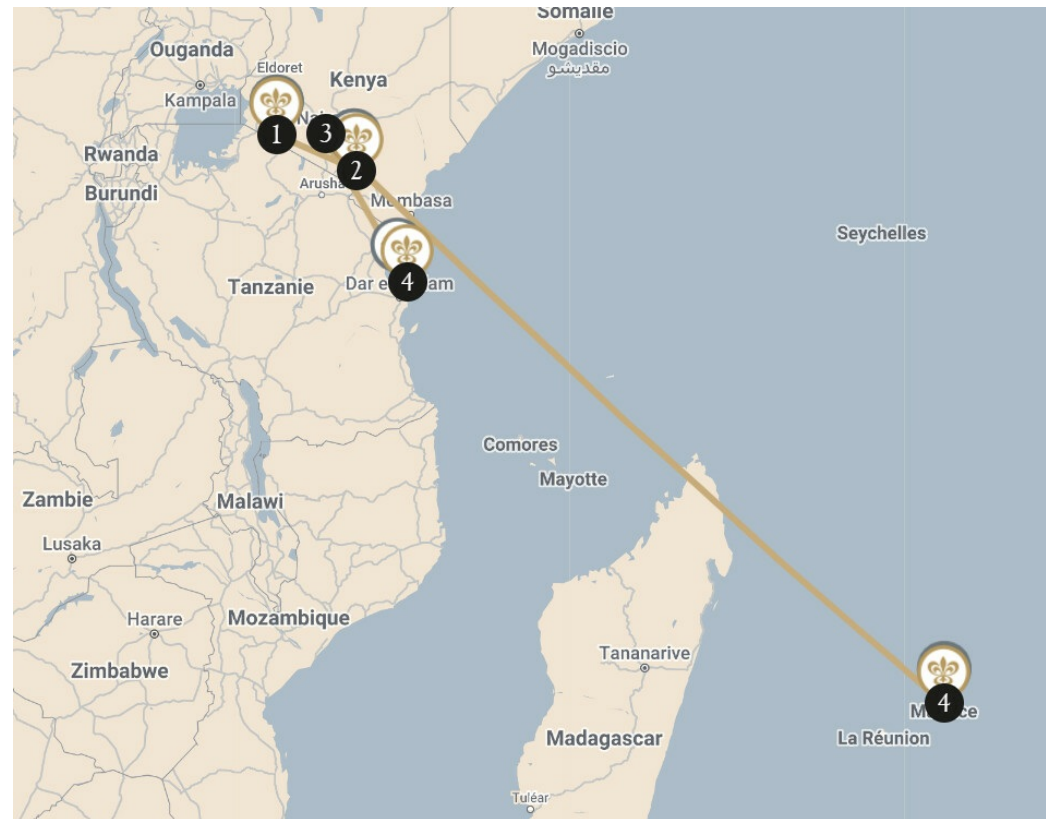 Somalie
Ouganda
Mogadiscio
مقديشو
Eldoret
Kenya
Kampala
1
3
2
Rwanda
Arusha
Burundi
Mombasa
Seychelles
Tanzanie
4
Comores
Mayotte
Zambie
Malawi
Lusaka
Harare
Mozambique
Tananarive
Zimbabwe
4
La Réunion
Madagascar
Tuléar